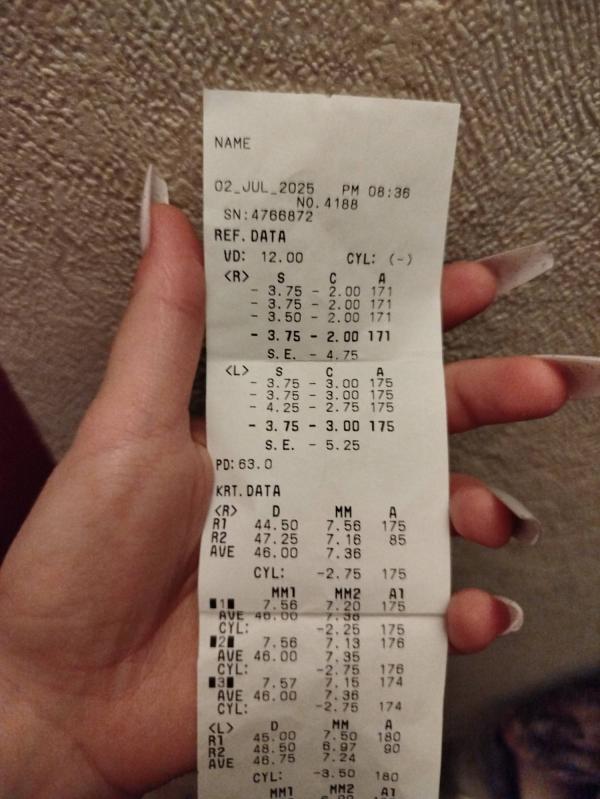 NAME
02_JUL_2025 PM 08:36
NO.4188
SN:4766872
REF.DATA
VD: 12.00 CYL: (-)
<R> S C A
- 3.75 - 2.00 171
- 3.75 - 2.00 171
- 3.50 - 2.00 171
- 3.75 - 2.00 171
S.E. - 4.75
<L> S C A
- 3.75 - 3.00 175
- 3.75 - 3.00 175
- 4.25 - 2.75 175
- 3.75 - 3.00 175
S.E. - 5.25
PD: 63.0
KRT.DATA
<R> D MM A
R1 44.50 7.56 175
R2 47.25 7.16 85
AVE 46.00 7.36
CYL: -2.75 175
MM1 MM2 A1
1 7.56 7.20 175
AVE 46.00 7.38
CYL: -2.25 175
2 7.56 7.13 176
AVE 46.00 7.35
CYL: -2.75 176
3 7.57 7.15 174
AVE 46.00 7.36
CYL: -2.75 174
<L> D MM A
R1 45.00 7.50 180
R2 48.50 6.97 90
AVE 46.75 7.24
CYL: -3.50 180
MM1 MM2 A1